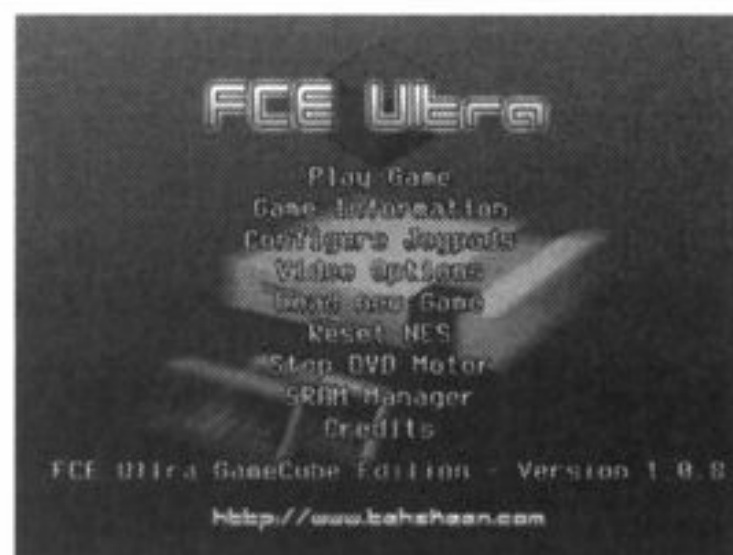 FCE Ultra
Play Game
Game Information
Configure Joypads
Video Options
Load New Game
Reset NES
Stop DVD Motor
SRAM Manager
Credits
FCE Ultra GameCube Edition - Version 1.0.8